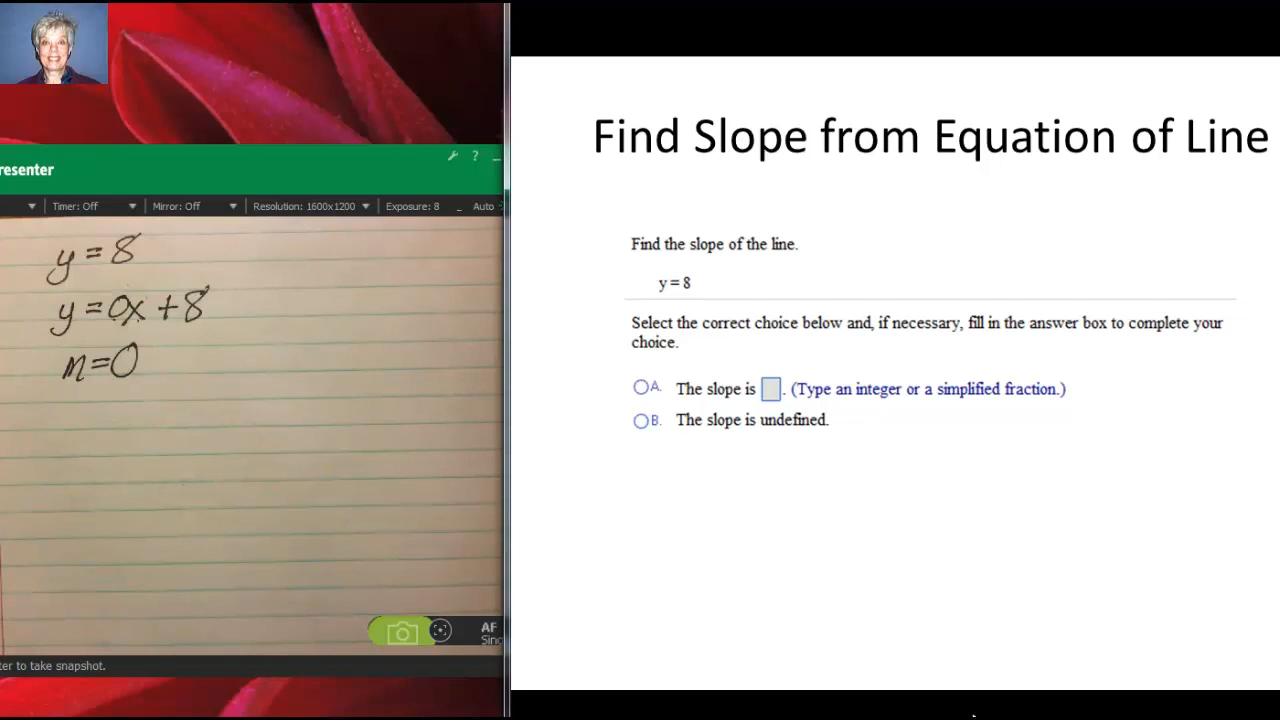 resenter
Timer: Off
Mirror: Off
Resolution: 1600x1200
Exposure: 8
Auto
y = 8
y = 0x + 8
m = 0
AF
ter to take snapshot.
Find Slope from Equation of Line
Find the slope of the line.
y = 8
Select the correct choice below and, if necessary, fill in the answer box to complete your
choice.
A. The slope is . (Type an integer or a simplified fraction.)
B. The slope is undefined.